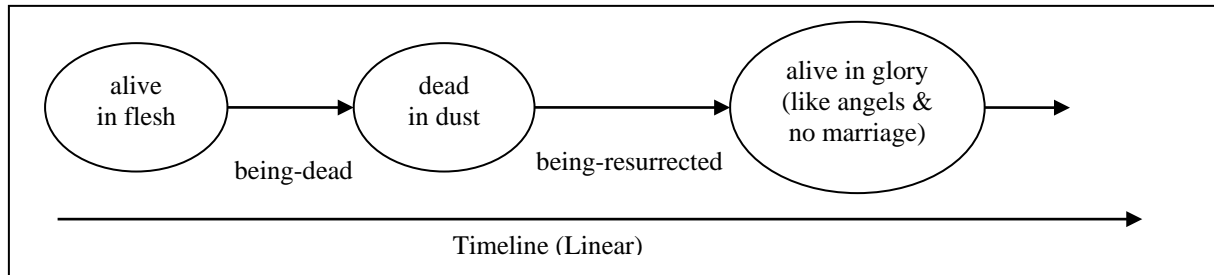 alive
in flesh
being-dead
dead
in dust
being-resurrected
alive in glory
(like angels &
no marriage)
Timeline (Linear)